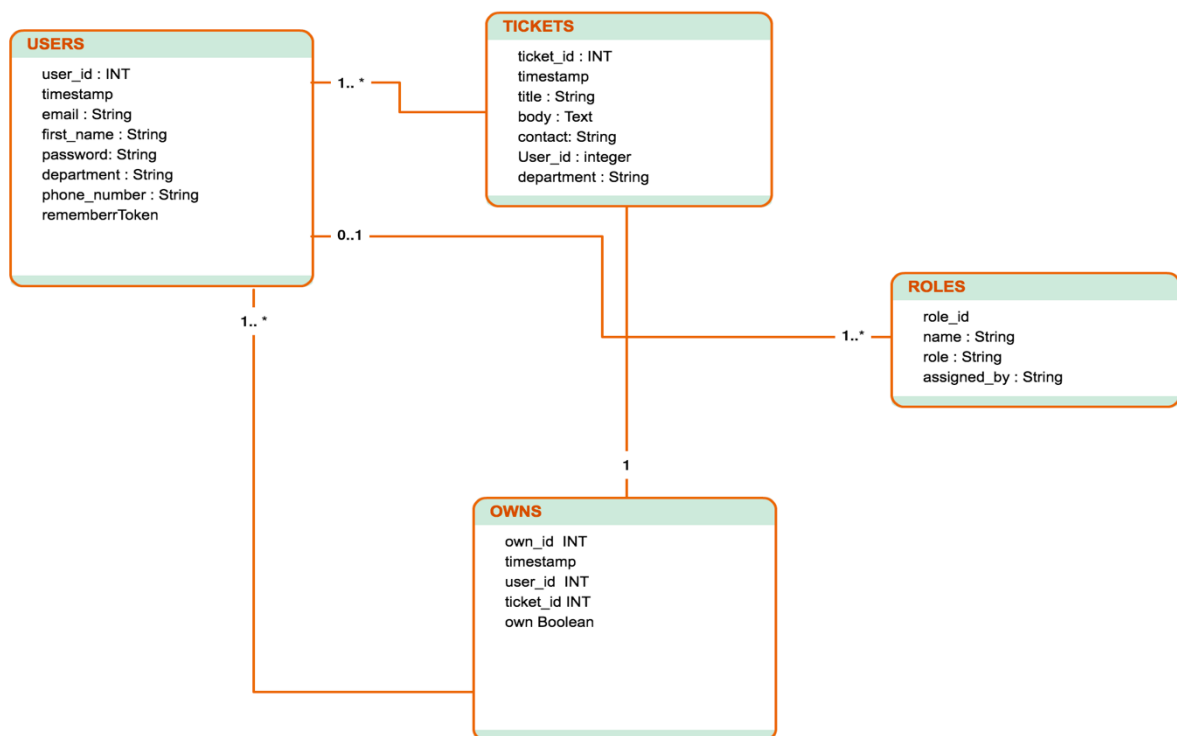 USERS
user_id : INT
timestamp
email : String
first_name : String
password: String
department : String
phone_number : String
rememberrToken
1.. *
0..1
1.. *
TICKETS
ticket_id : INT
timestamp
title : String
body : Text
contact: String
User_id : integer
department : String
ROLES
role_id
name : String
role : String
assigned_by : String
1..*
1
OWNS
own_id  INT
timestamp
user_id  INT
ticket_id INT
own Boolean